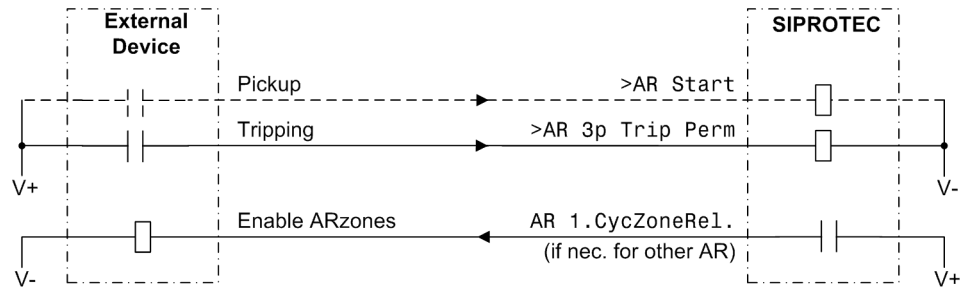 External
Device
SIPROTEC
Pickup
>AR Start
Tripping
>AR 3p Trip Perm
V+
V-
Enable ARzones
AR 1.CycZoneRel.
(if nec. for other AR)
V-
V+